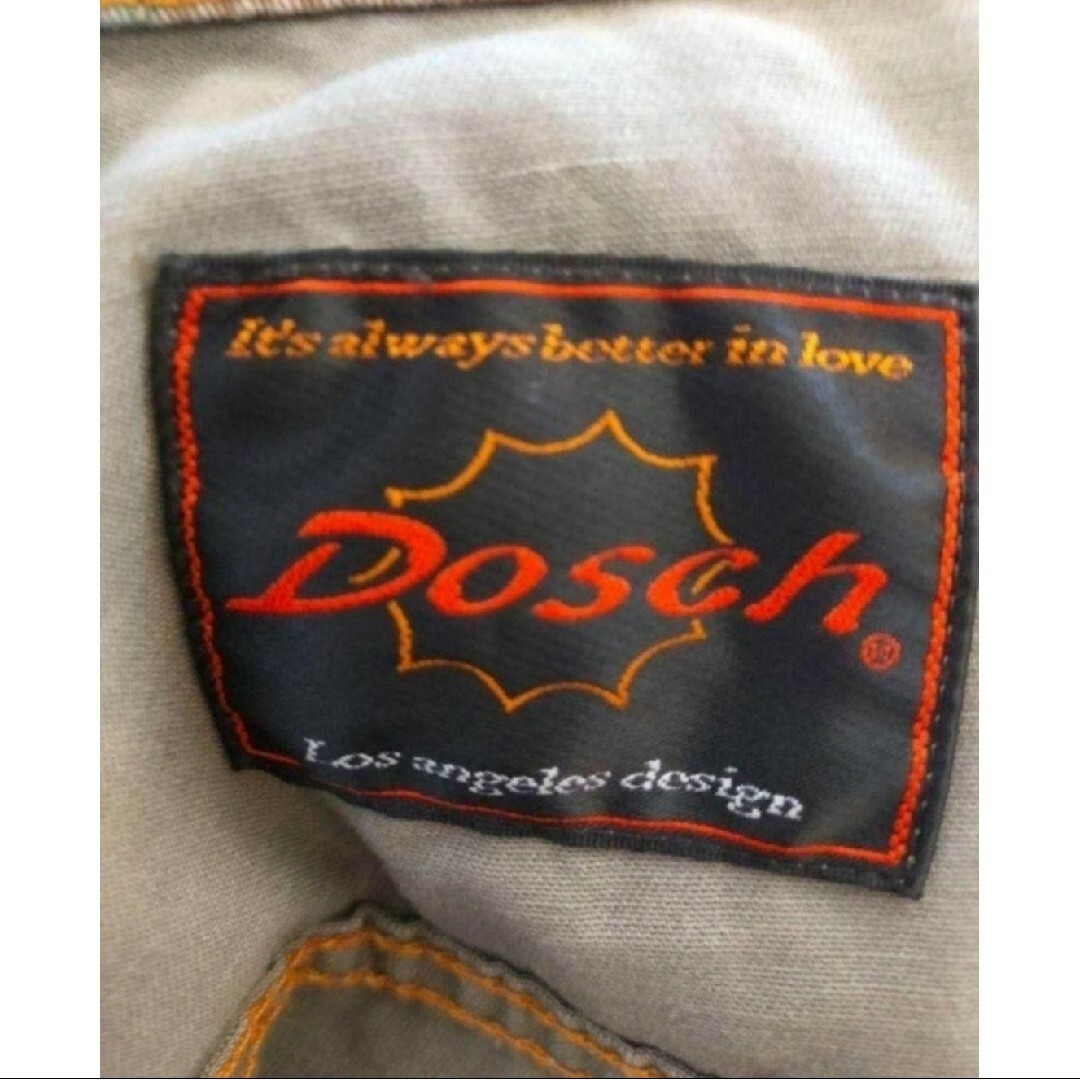 It's always better in love
Dosch®
Los angeles design